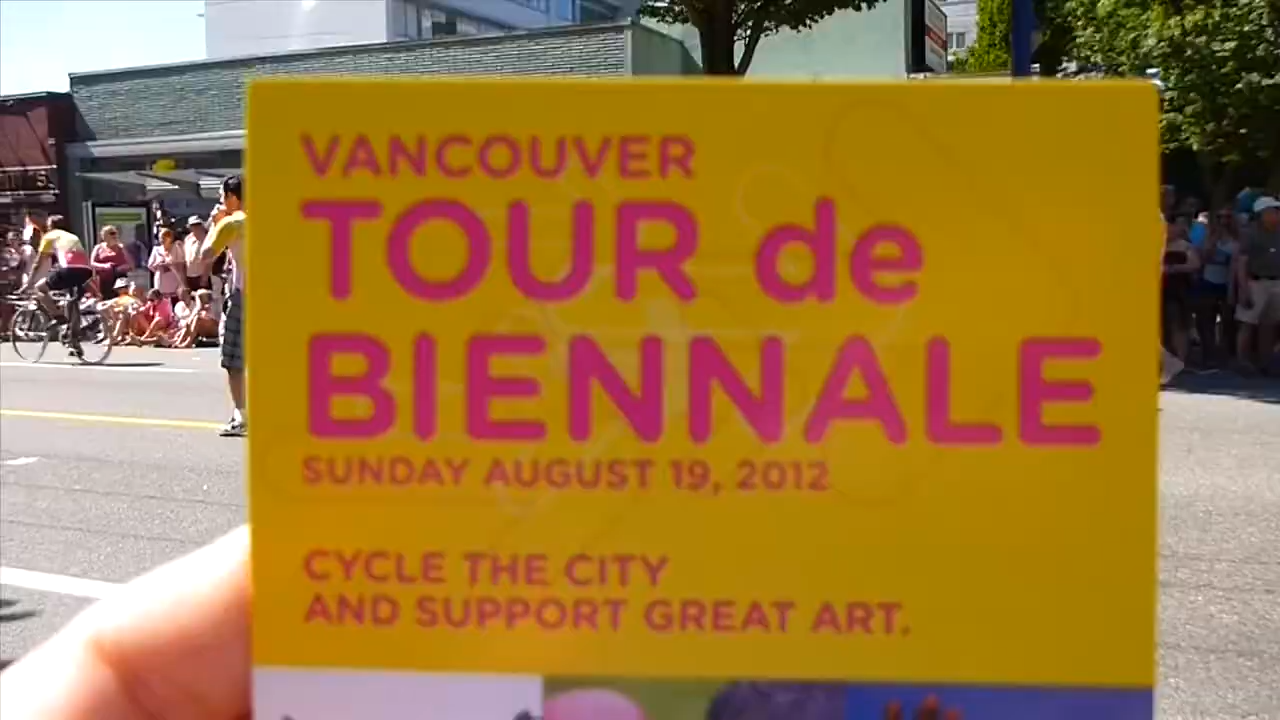 VANCOUVER
TOUR de
BIENNALE
SUNDAY AUGUST 19, 2012
CYCLE THE CITY
AND SUPPORT GREAT ART.